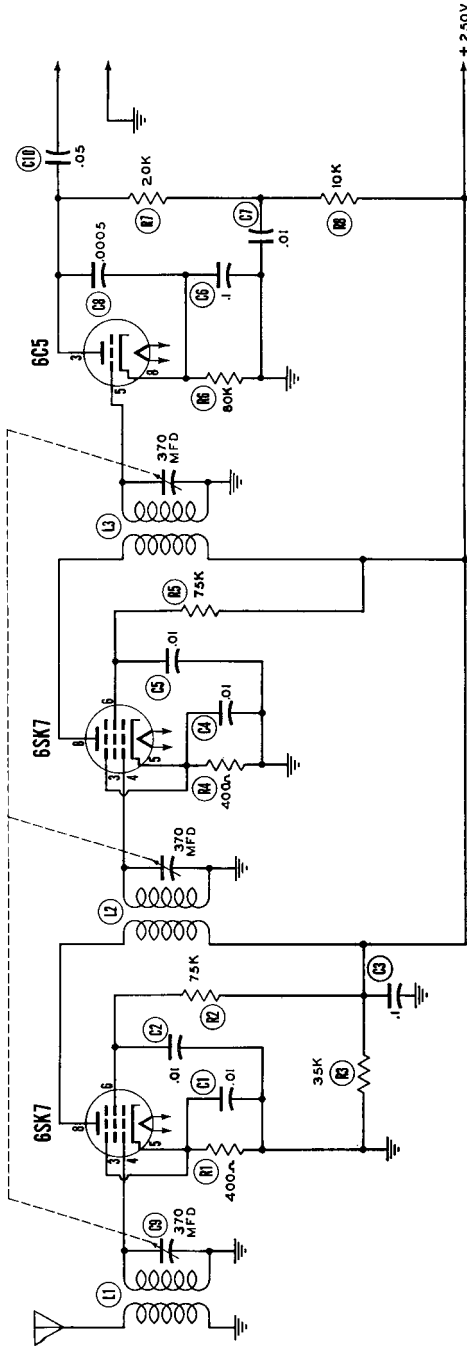 L1
C9
370
MFD
6SK7
8
3
4
6
5
R1
400Ω
C1
.01
C2
.01
R2
75K
R3
35K
C3
.1
L2
370
MFD
6SK7
8
3
4
6
5
R4
400Ω
C4
.01
C5
.01
R5
75K
L3
370
MFD
6C5
3
5
8
R6
80K
C8
.0005
C6
.1
C7
.01
R7
20K
R8
10K
C10
.05
+250V